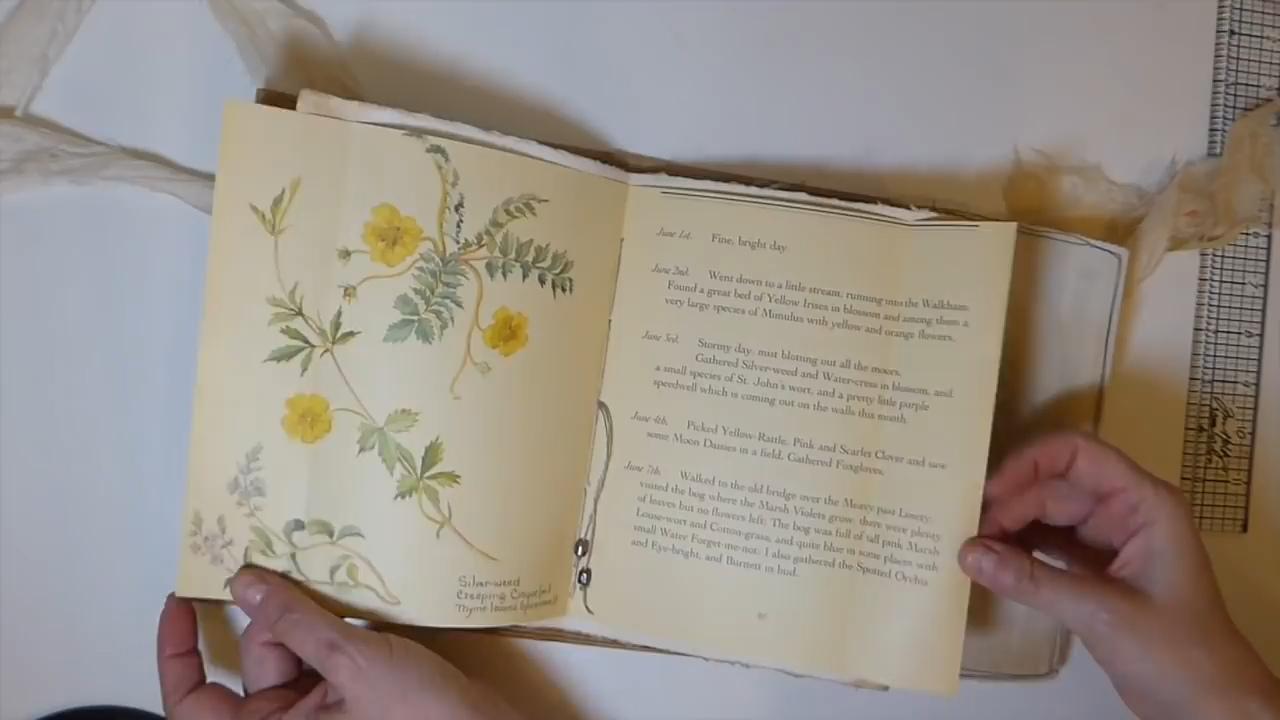 Silver-weed
Creeping Cinquefoil
Thyme leaved Speedwell
June 1st. Fine, bright day.
June 2nd. Went down to a little stream, running into the Walkham.
Found a great bed of Yellow Irises in blossom and among them a
very large species of Mimulus with yellow and orange flowers.
June 3rd. Stormy day; mist blotting out all the moors.
Gathered Silver-weed and Water-cress in blossom, and
a small species of St. John's wort, and a pretty little purple
speedwell which is coming out on the walls this month.
June 4th. Picked Yellow-Rattle, Pink and Scarlet Clover and saw
some Moon Daisies in a field. Gathered Foxgloves.
June 7th. Walked to the old bridge over the Meavy past Lowery;
visited the bog where the Marsh Violets grow; there were plenty
of leaves but no flowers left. The bog was full of tall pink Marsh
Louse-wort and Cotton-grass, and quite blue in some places with
small Water Forget-me-not. I also gathered the Spotted Orchis
and Eye-bright, and Burnett in bud.